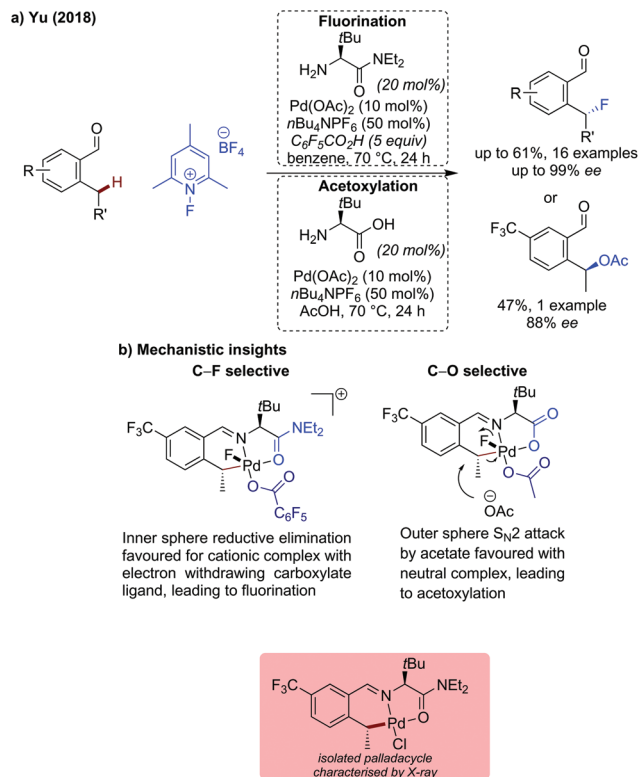 a) Yu (2018)
Fluorination
tBu
H2N
NEt2
O
(20 mol%)
Pd(OAc)2 (10 mol%)
nBu4NPF6 (50 mol%)
C6F5CO2H (5 equiv)
benzene, 70 °C, 24 h
O
R
H
R'
⊖
BF4
⊕
N
F
Acetoxylation
tBu
H2N
OH
O
(20 mol%)
Pd(OAc)2 (10 mol%)
nBu4NPF6 (50 mol%)
AcOH, 70 °C, 24 h
O
R
F
R'
up to 61%, 16 examples
up to 99% ee
or
O
F3C
OAc
47%, 1 example
88% ee
b) Mechanistic insights
C–F selective
+
tBu
F3C
N
NEt2
F
Pd
O
O
O
C6F5
Inner sphere reductive elimination
favoured for cationic complex with
electron withdrawing carboxylate
ligand, leading to fluorination
C–O selective
tBu
F3C
N
O
F
Pd
O
O
O
⊖
OAc
Outer sphere SN2 attack
by acetate favoured with
neutral complex, leading
to acetoxylation
tBu
F3C
N
NEt2
Pd
O
Cl
isolated palladacycle
characterised by X-ray